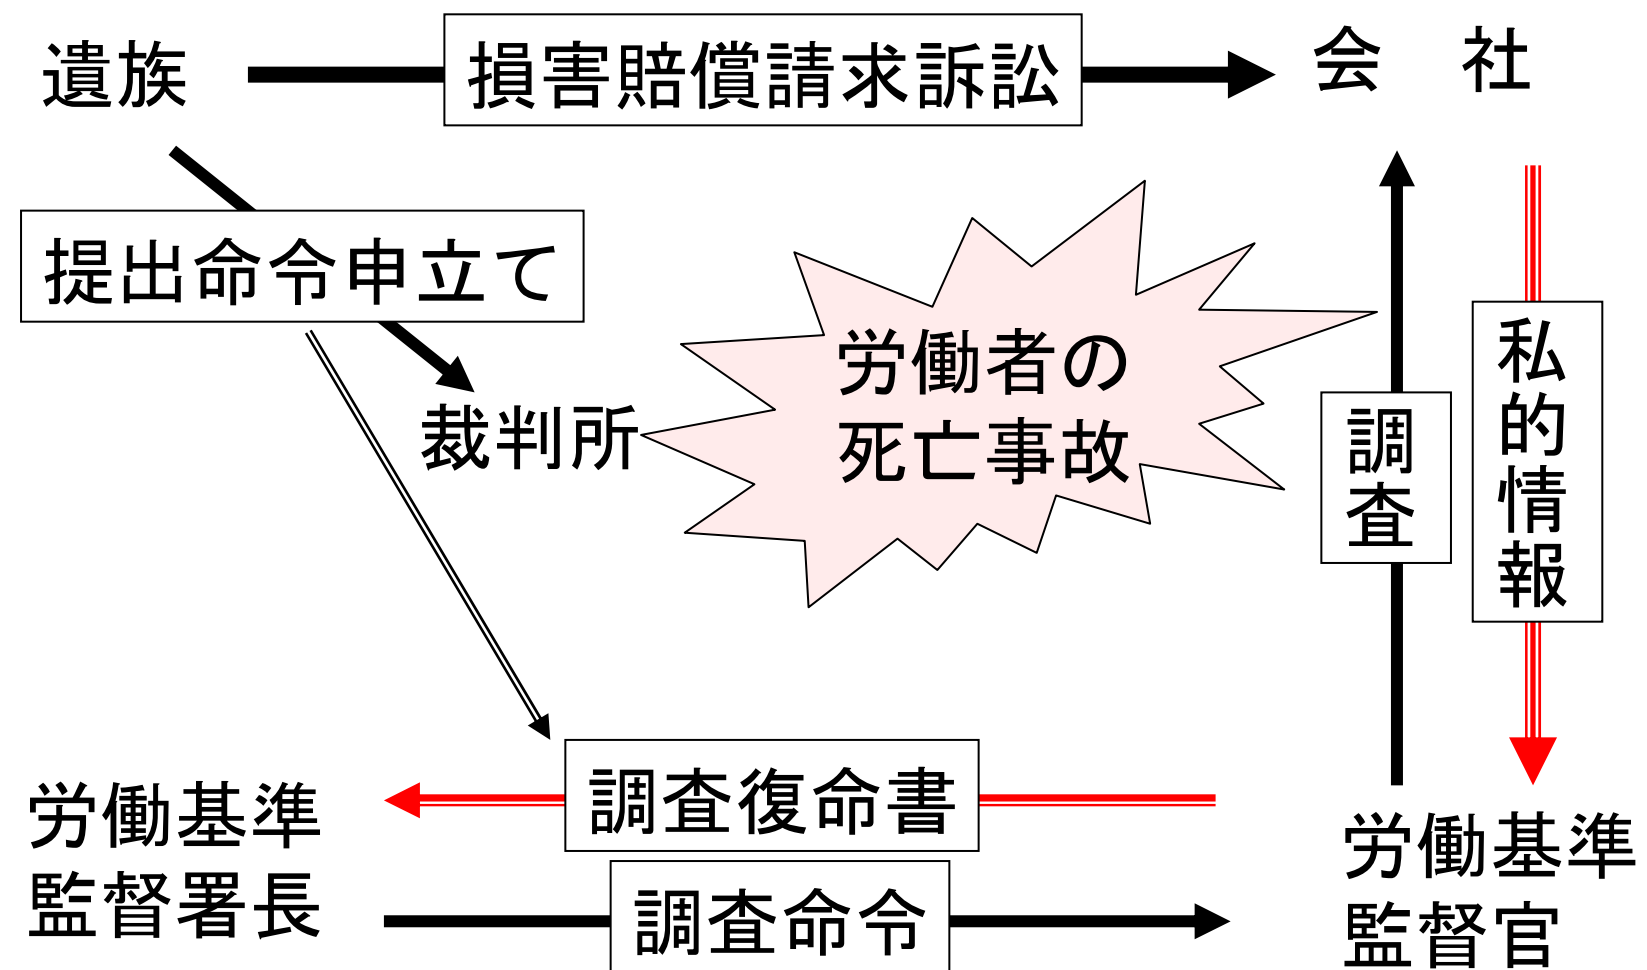 遺族
損害賠償請求訴訟
会　社
提出命令申立て
裁判所
労働者の
死亡事故
調査
私的情報
調査復命書
労働基準
監督署長
調査命令
労働基準
監督官